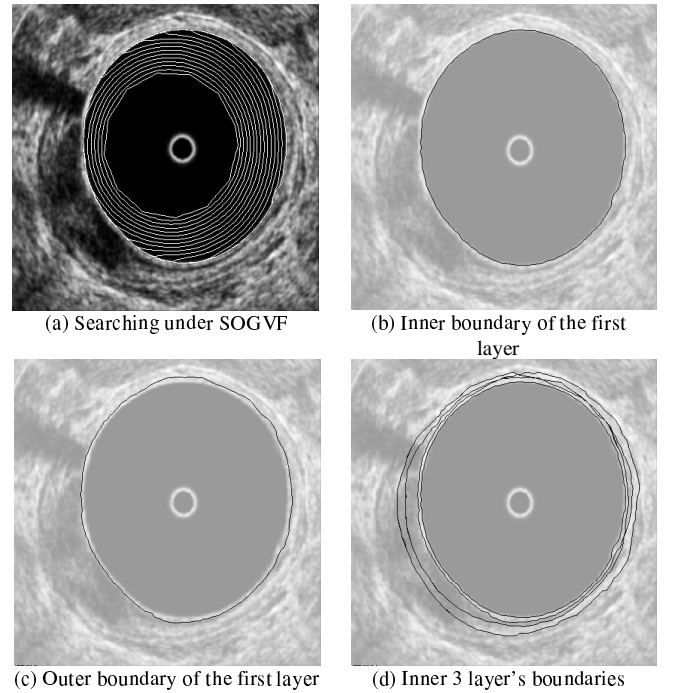 (a) Searching under SOGVF
(b) Inner boundary of the first
layer
(c) Outer boundary of the first layer
(d) Inner 3 layer's boundaries